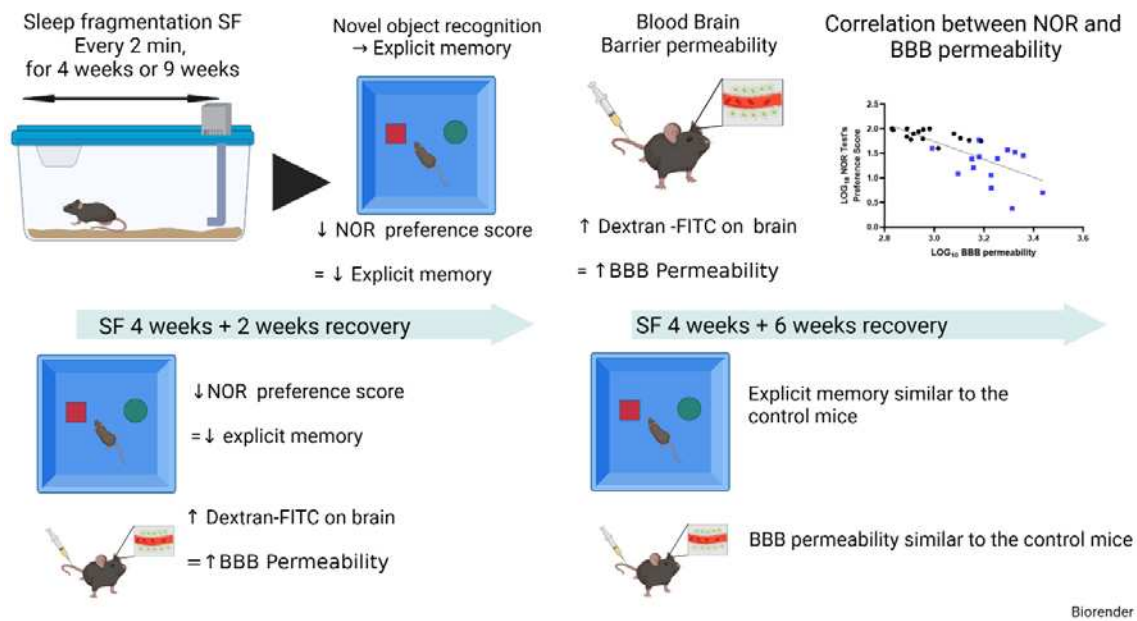 Sleep fragmentation SF
Every 2 min,
for 4 weeks or 9 weeks
Novel object recognition
→ Explicit memory
↓ NOR preference score
= ↓ Explicit memory
Blood Brain
Barrier permeability
↑ Dextran -FITC on brain
= ↑BBB Permeability
Correlation between NOR and
BBB permeability
LOG₁₀ NOR Test's
Preference Score
2.5
2.0
1.5
1.0
0.5
0.0
2.8
3.0
3.2
3.4
3.6
LOG₁₀ BBB permeability
SF 4 weeks + 2 weeks recovery
↓NOR preference score
=↓ explicit memory
↑ Dextran-FITC on brain
=↑BBB Permeability
SF 4 weeks + 6 weeks recovery
Explicit memory similar to the
control mice
BBB permeability similar to the control mice
Biorender